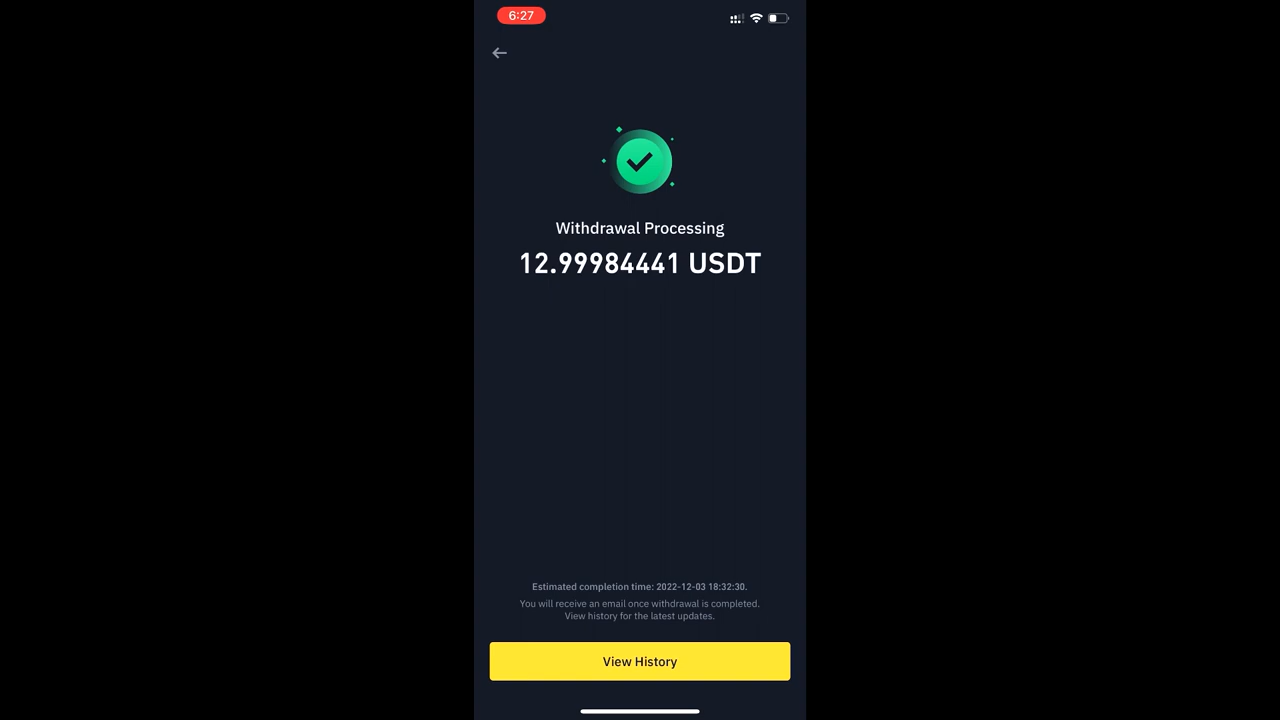 6:27
Withdrawal Processing
12.99984441 USDT
Estimated completion time: 2022-12-03 18:32:30.
You will receive an email once withdrawal is completed.
View history for the latest updates.
View History